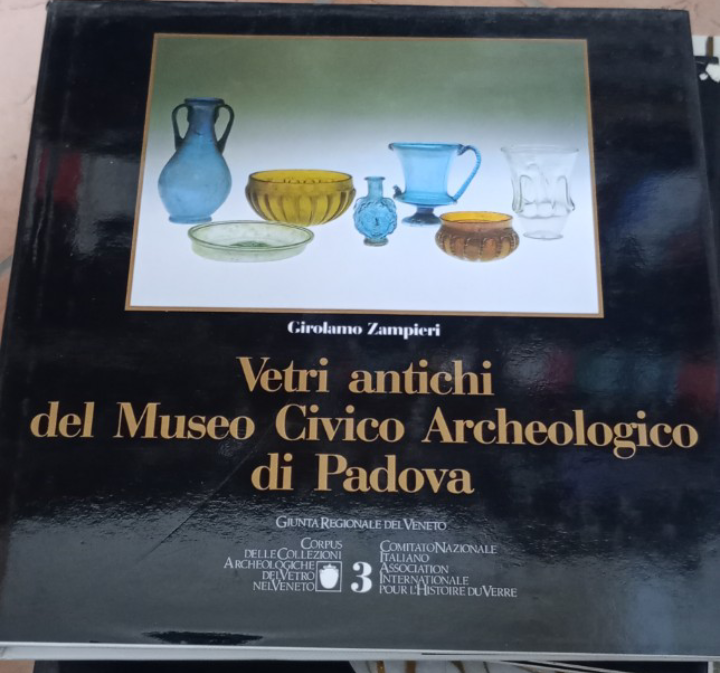 Girolamo Zampieri
Vetri antichi
del Museo Civico Archeologico
di Padova
GIUNTA REGIONALE DEL VENETO
CORPUS
DELLE COLLEZIONI
ARCHEOLOGICHE
DEL VETRO
NEL VENETO
3
COMITATO NAZIONALE
ITALIANO
ASSOCIATION
INTERNATIONALE
POUR L'HISTOIRE DU VERRE